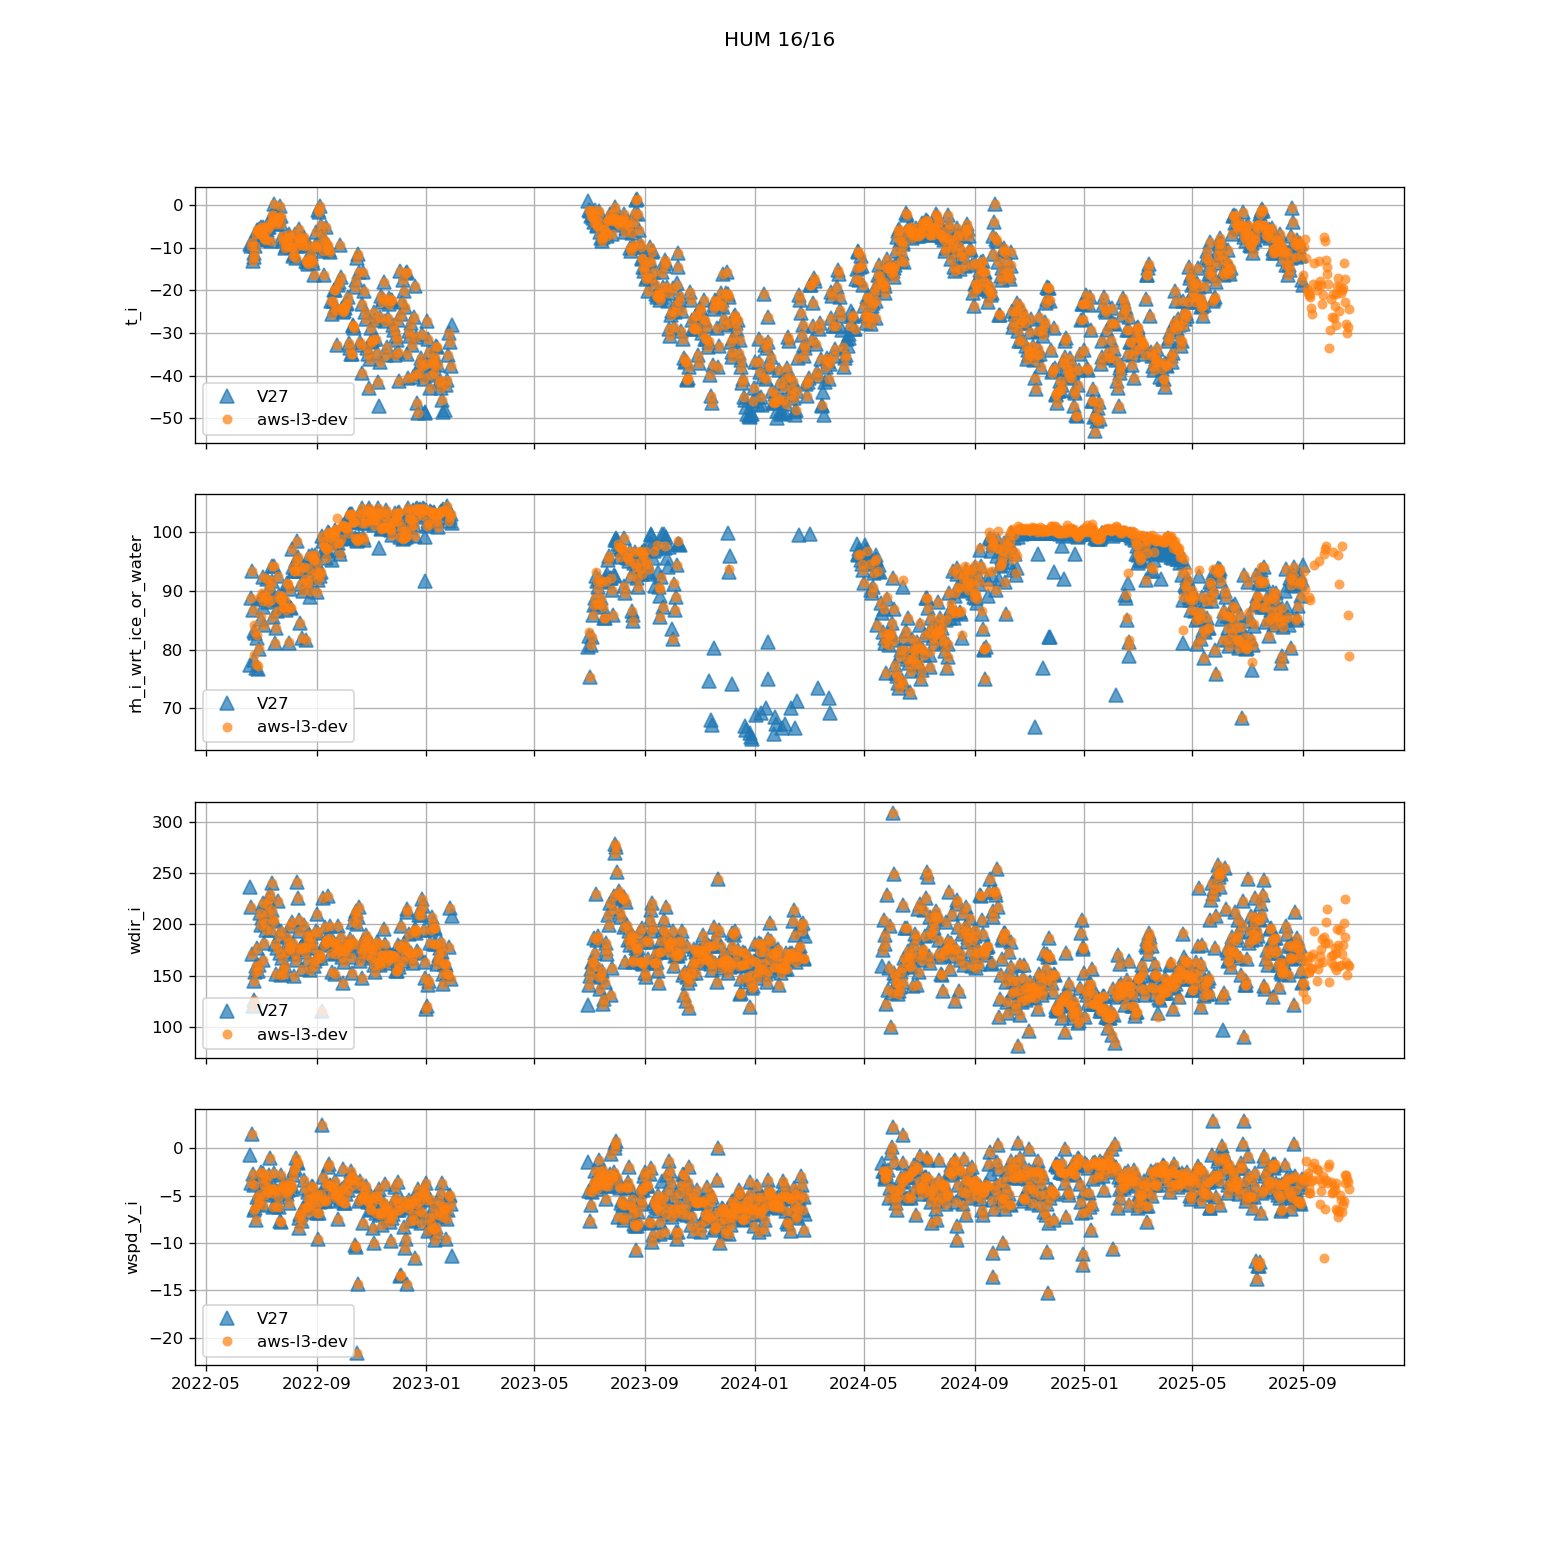 HUM 16/16
0
−10
−20
−30
−40
−50
t_i
V27
aws-l3-dev
100
90
80
70
rh_i_wrt_ice_or_water
V27
aws-l3-dev
300
250
200
150
100
wdir_i
V27
aws-l3-dev
0
−5
−10
−15
−20
wspd_y_i
V27
aws-l3-dev
2022-05 2022-09 2023-01 2023-05 2023-09 2024-01 2024-05 2024-09 2025-01 2025-05 2025-09